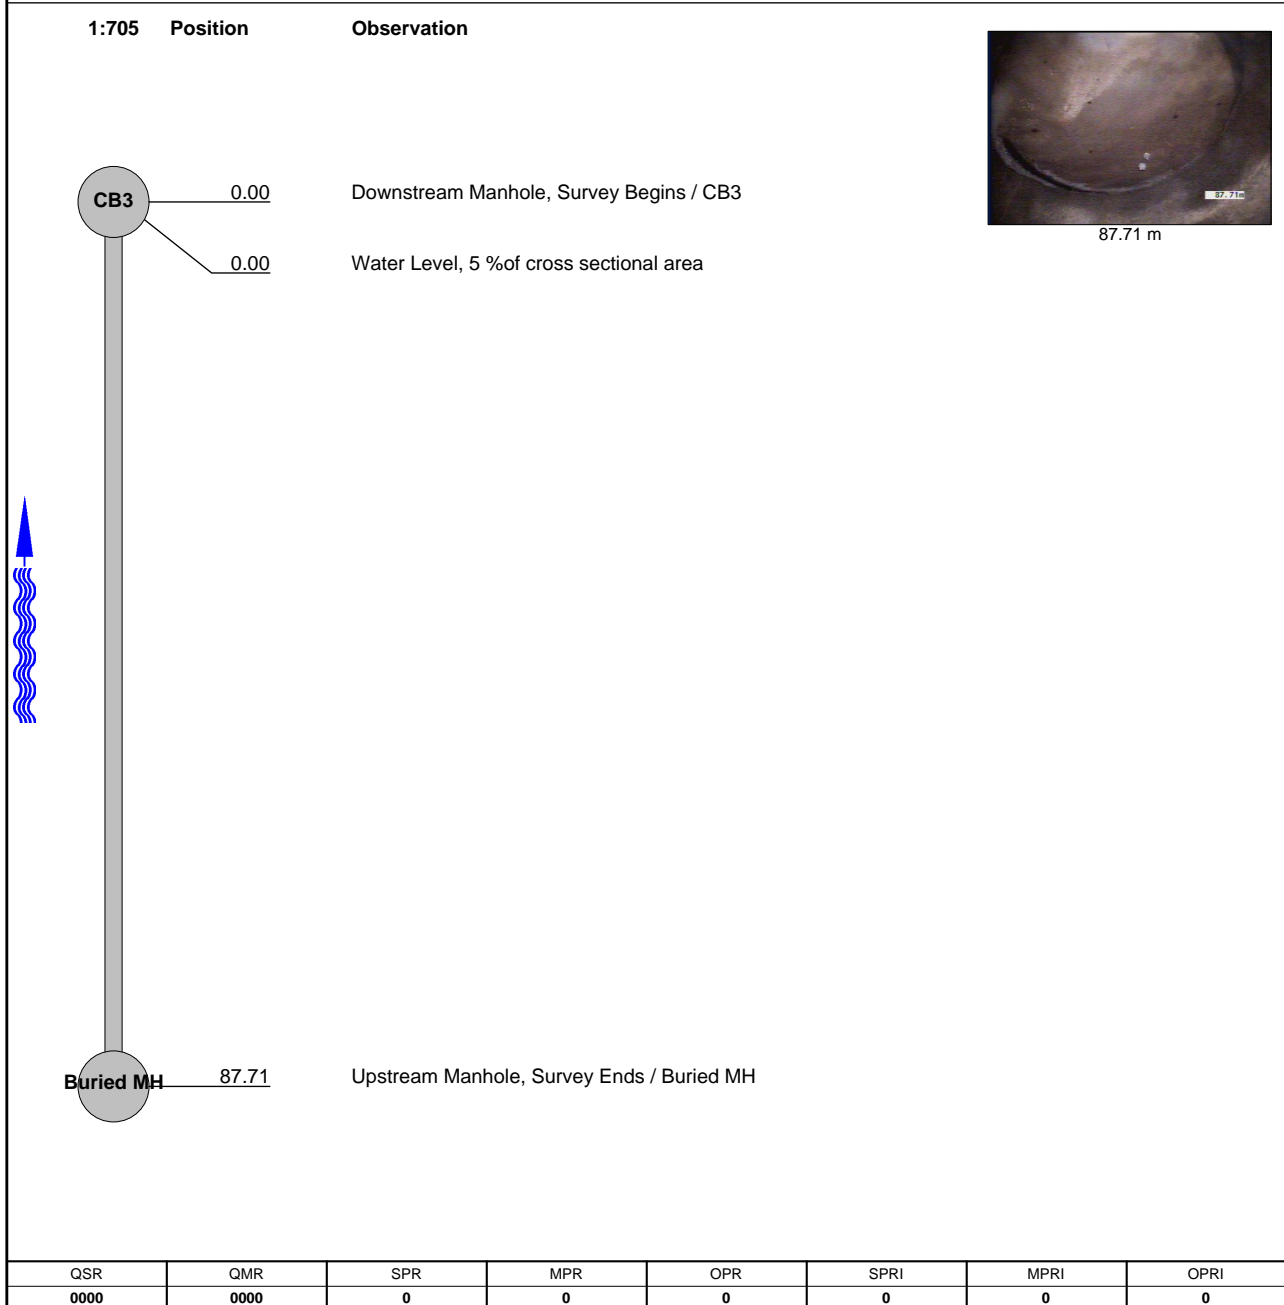 1:705 Position Observation
87.71m
87.71 m
CB3 0.00 Downstream Manhole, Survey Begins / CB3
0.00 Water Level, 5 %of cross sectional area
Buried MH 87.71 Upstream Manhole, Survey Ends / Buried MH
QSR QMR SPR MPR OPR SPRI MPRI OPRI
0000 0000 0 0 0 0 0 0